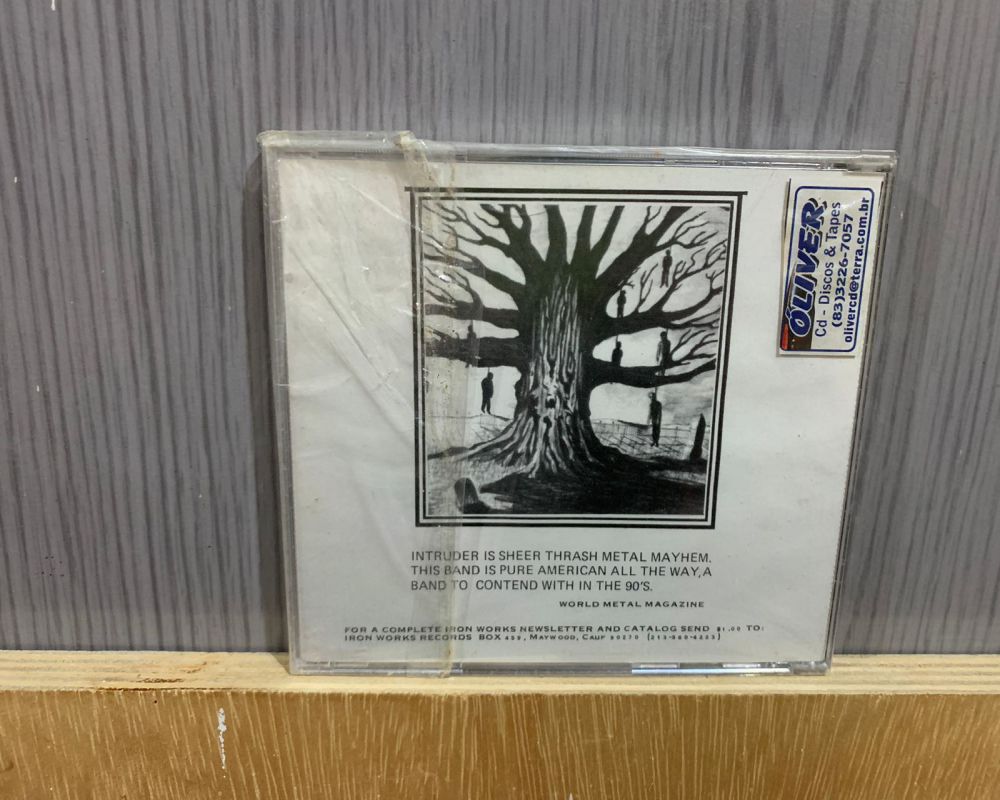 ÓLIVER
Cd - Discos & Tapes
(83)3226-7057
olivercd@terra.com.br
INTRUDER IS SHEER THRASH METAL MAYHEM.
THIS BAND IS PURE AMERICAN ALL THE WAY, A
BAND TO CONTEND WITH IN THE 90'S.
WORLD METAL MAGAZINE
FOR A COMPLETE IRON WORKS NEWSLETTER AND CATALOG SEND $1.00 TO:
IRON WORKS RECORDS BOX MAYWOOD, CALIF 90270